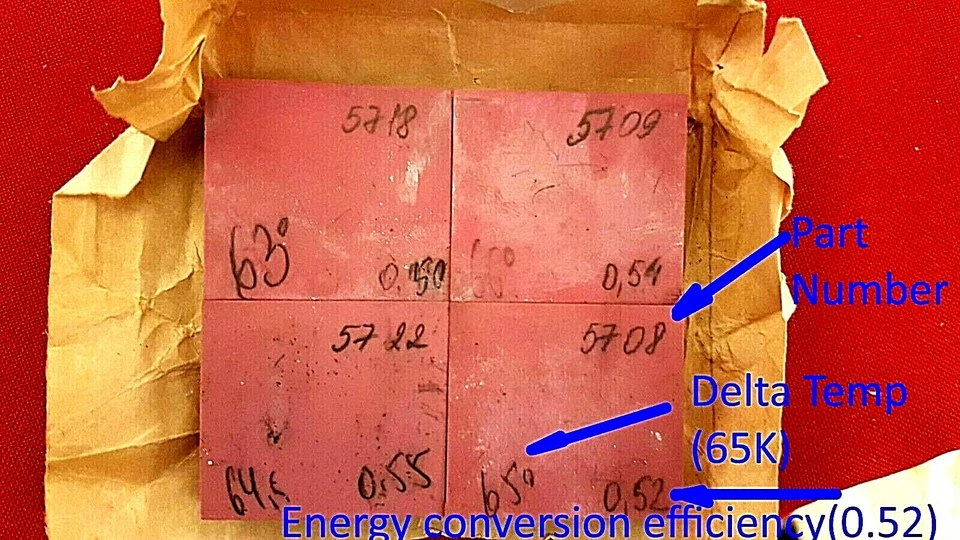 5718
5709
63°
0,50
66°
0,54
5722
5708
64,5
0,55
65°
0,52
Part
Number
Delta Temp
(65K)
Energy conversion efficiency(0.52)